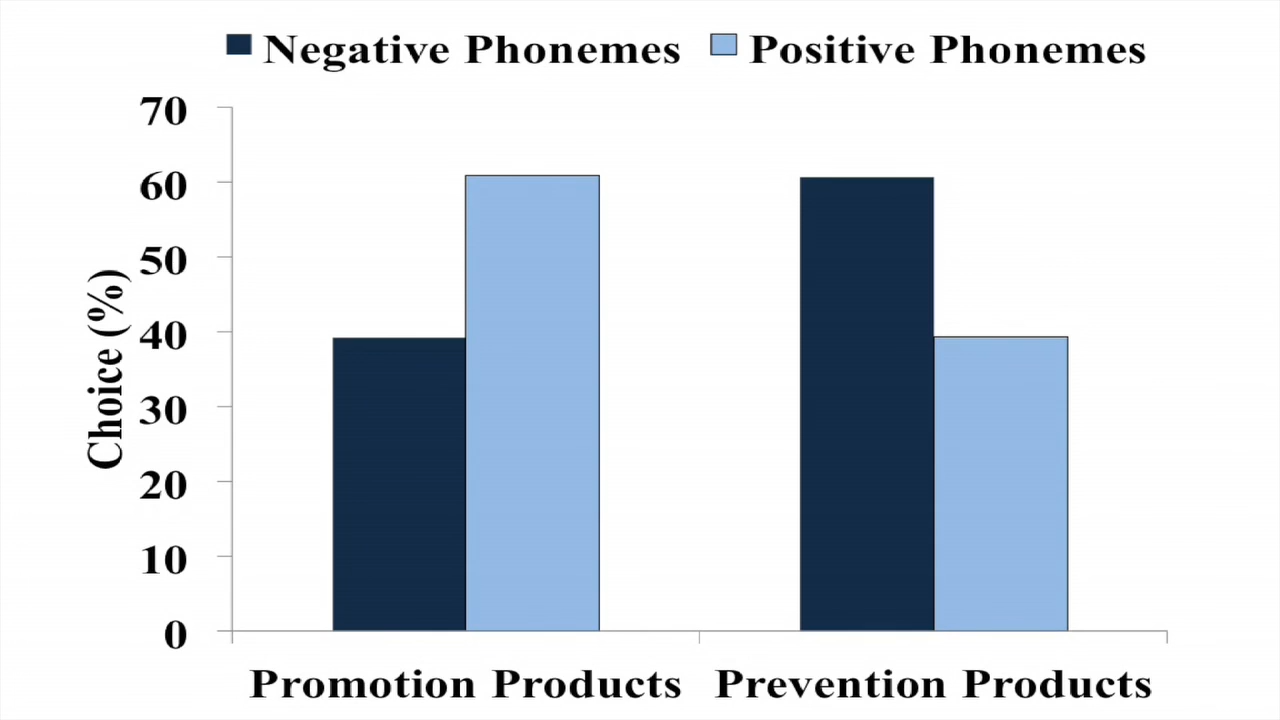 Negative Phonemes Positive Phonemes
70
60
50
40
30
20
10
0
Choice (%)
Promotion Products Prevention Products